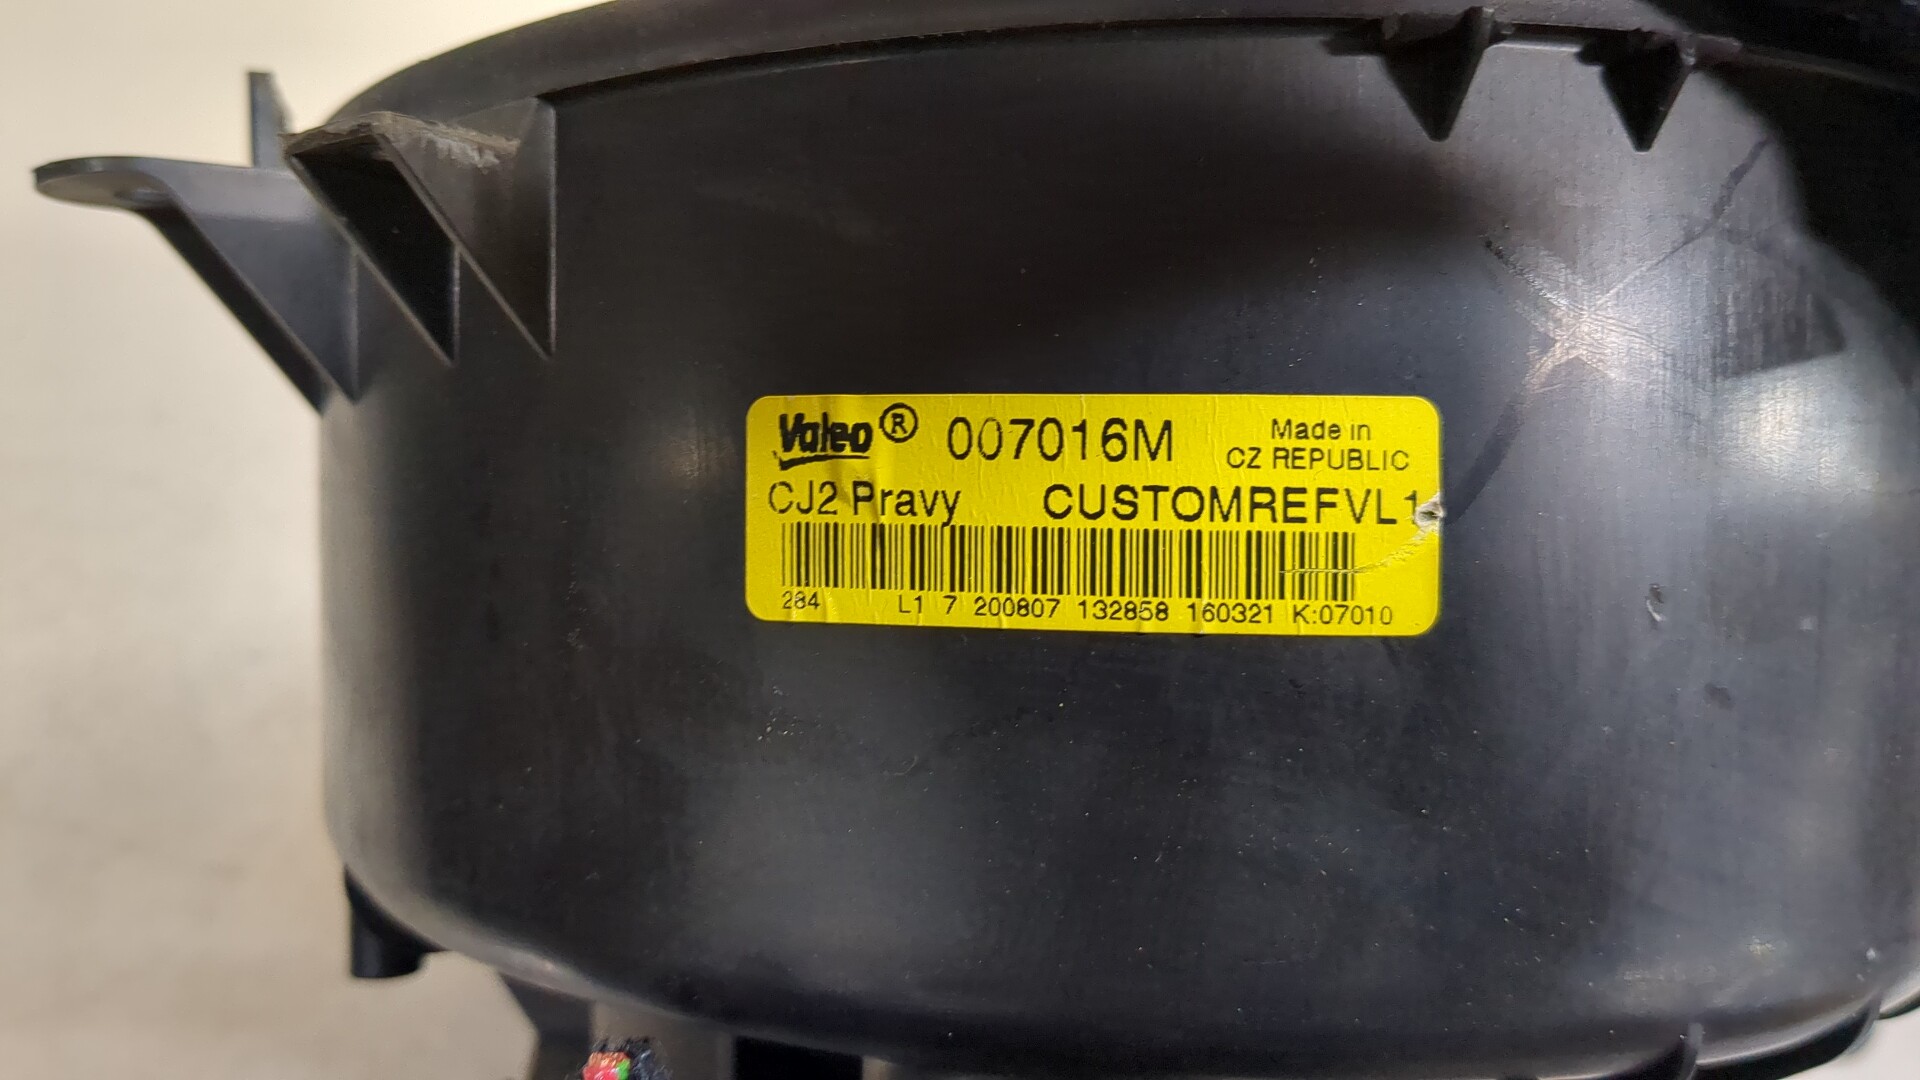 Valeo® 007016M Made in
CZ REPUBLIC
CJ2 Pravy CUSTOMREFVL1
284 L1 7 200807 132858 160321 K:07010